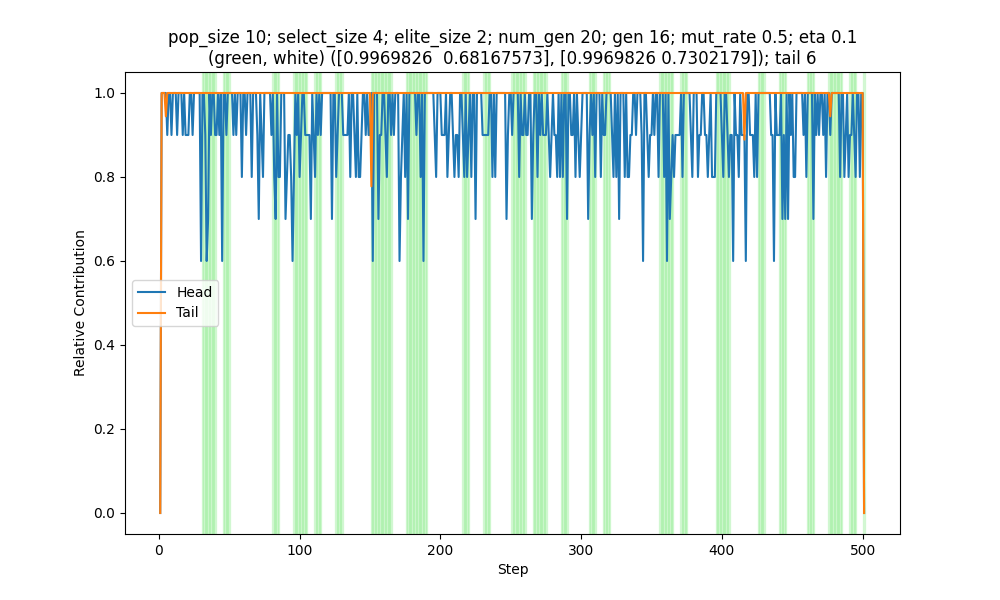 pop_size 10; select_size 4; elite_size 2; num_gen 20; gen 16; mut_rate 0.5; eta 0.1
(green, white) ([0.9969826  0.68167573], [0.9969826 0.7302179]); tail 6
1.0
0.8
0.6
0.4
0.2
0.0
Relative Contribution
Head
Tail
0
100
200
300
400
500
Step